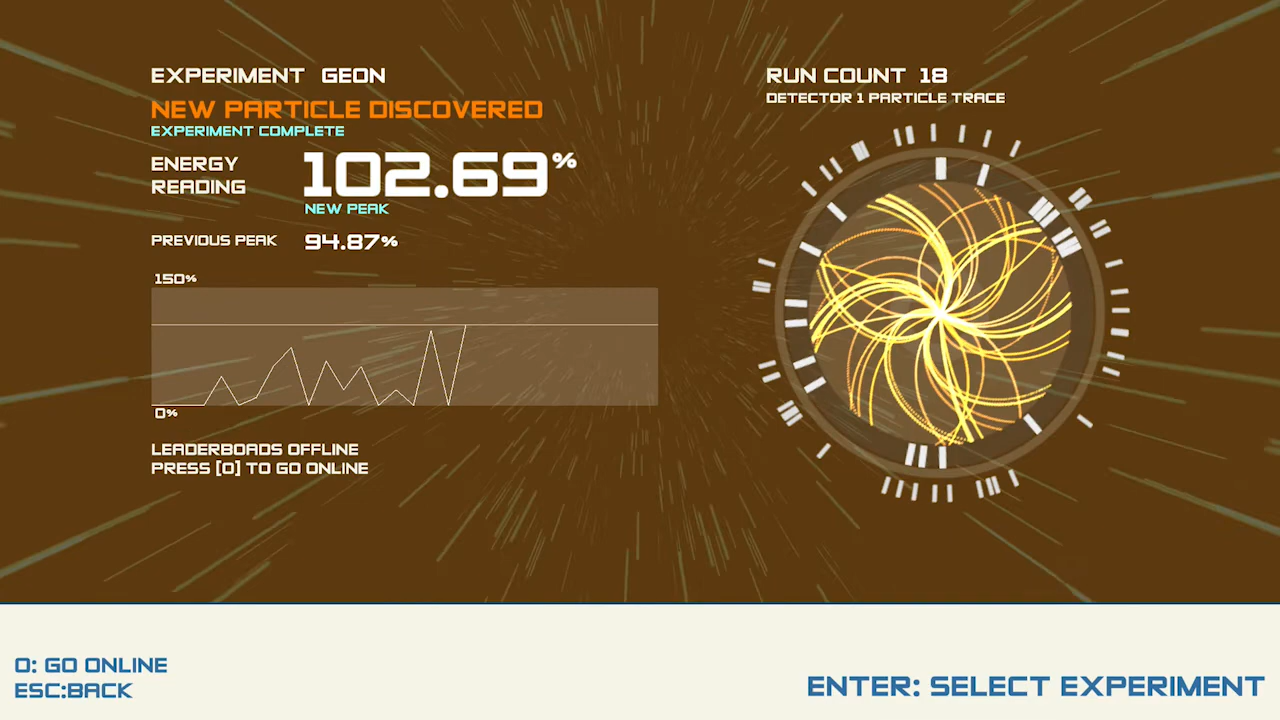 EXPERIMENT GEON
NEW PARTICLE DISCOVERED
EXPERIMENT COMPLETE
ENERGY READING 102.69%
NEW PEAK
PREVIOUS PEAK 94.87%
150%
0%
LEADERBOADS OFFLINE
PRESS [O] TO GO ONLINE
RUN COUNT 18
DETECTOR 1 PARTICLE TRACE
O: GO ONLINE
ESC:BACK
ENTER: SELECT EXPERIMENT